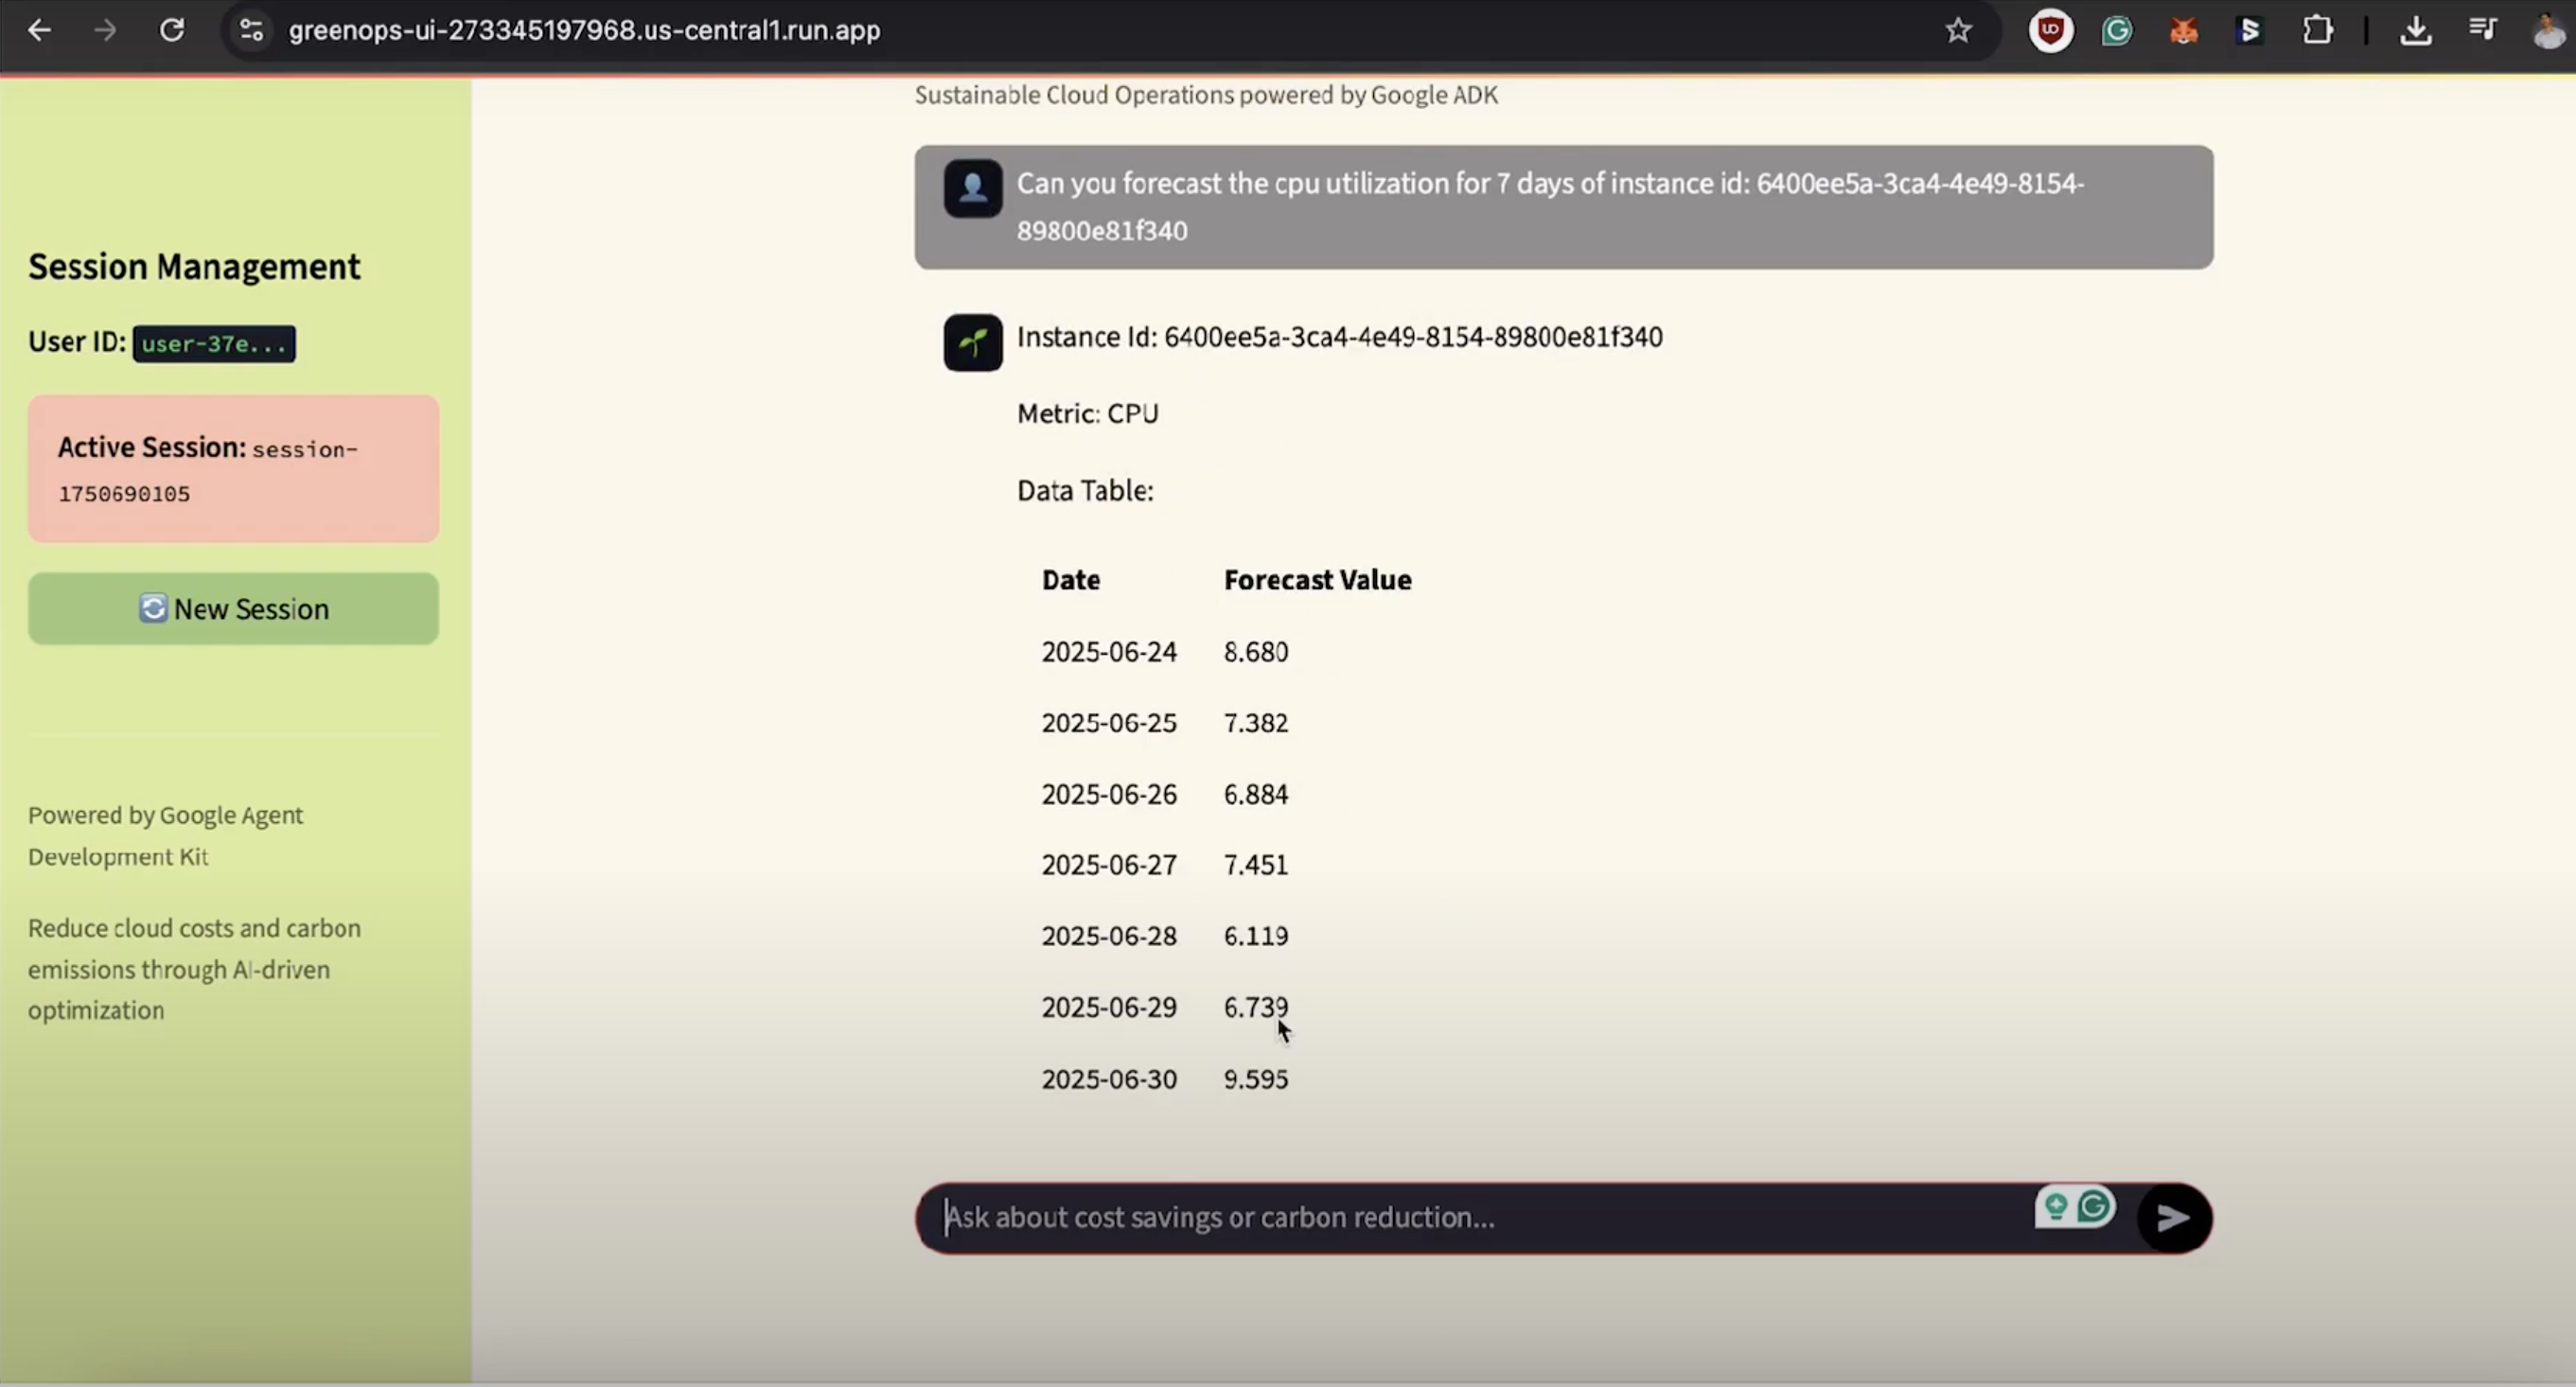 greenops-ui-273345197968.us-central1.run.app
Session Management
User ID: user-37e...
Active Session: session-
1750690105
New Session
Powered by Google Agent
Development Kit
Reduce cloud costs and carbon
emissions through AI-driven
optimization
Sustainable Cloud Operations powered by Google ADK
Can you forecast the cpu utilization for 7 days of instance id: 6400ee5a-3ca4-4e49-8154-
89800e81f340
Instance Id: 6400ee5a-3ca4-4e49-8154-89800e81f340
Metric: CPU
Data Table:
Date Forecast Value
2025-06-24 8.680
2025-06-25 7.382
2025-06-26 6.884
2025-06-27 7.451
2025-06-28 6.119
2025-06-29 6.739
2025-06-30 9.595
Ask about cost savings or carbon reduction...